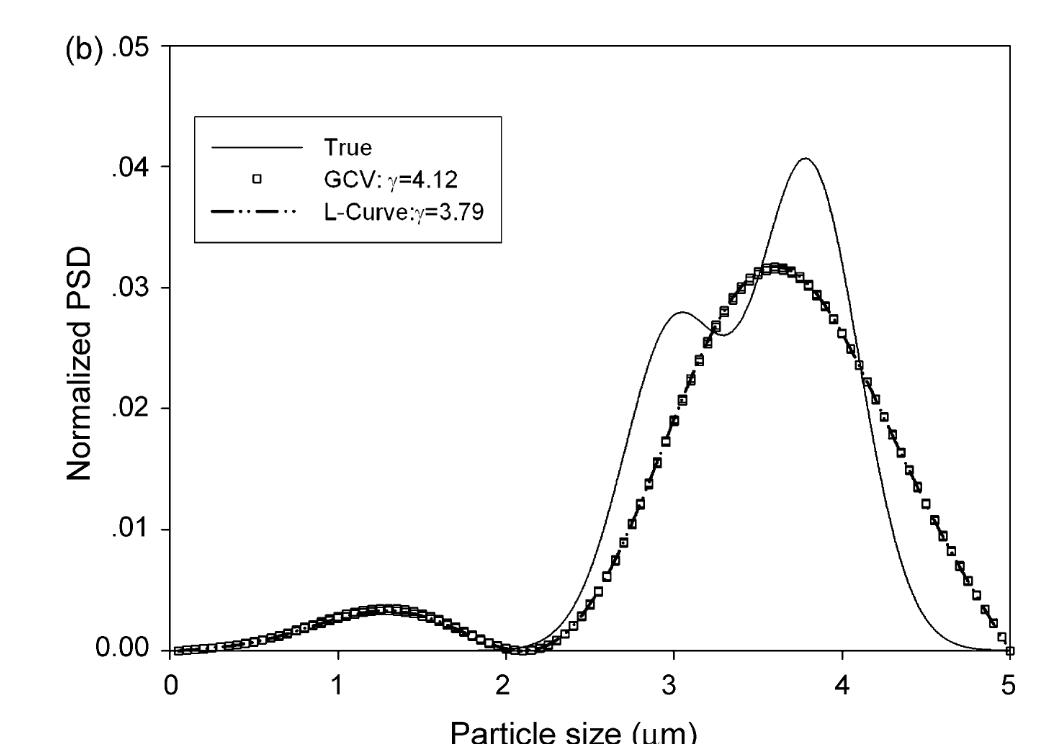 (b)
.05
.04
.03
.02
.01
0.00
Normalized PSD
True
GCV: γ=4.12
L-Curve:γ=3.79
0 1 2 3 4 5
Particle size (μm)